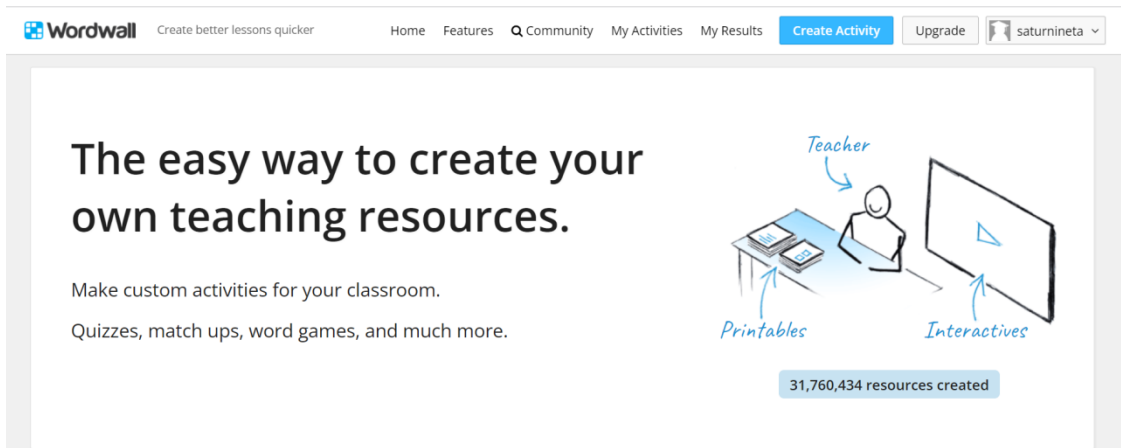 Wordwall Create better lessons quicker Home Features Community My Activities My Results Create Activity Upgrade saturnineta
The easy way to create your
own teaching resources.
Make custom activities for your classroom.
Quizzes, match ups, word games, and much more.
Teacher
Printables
Interactives
31,760,434 resources created